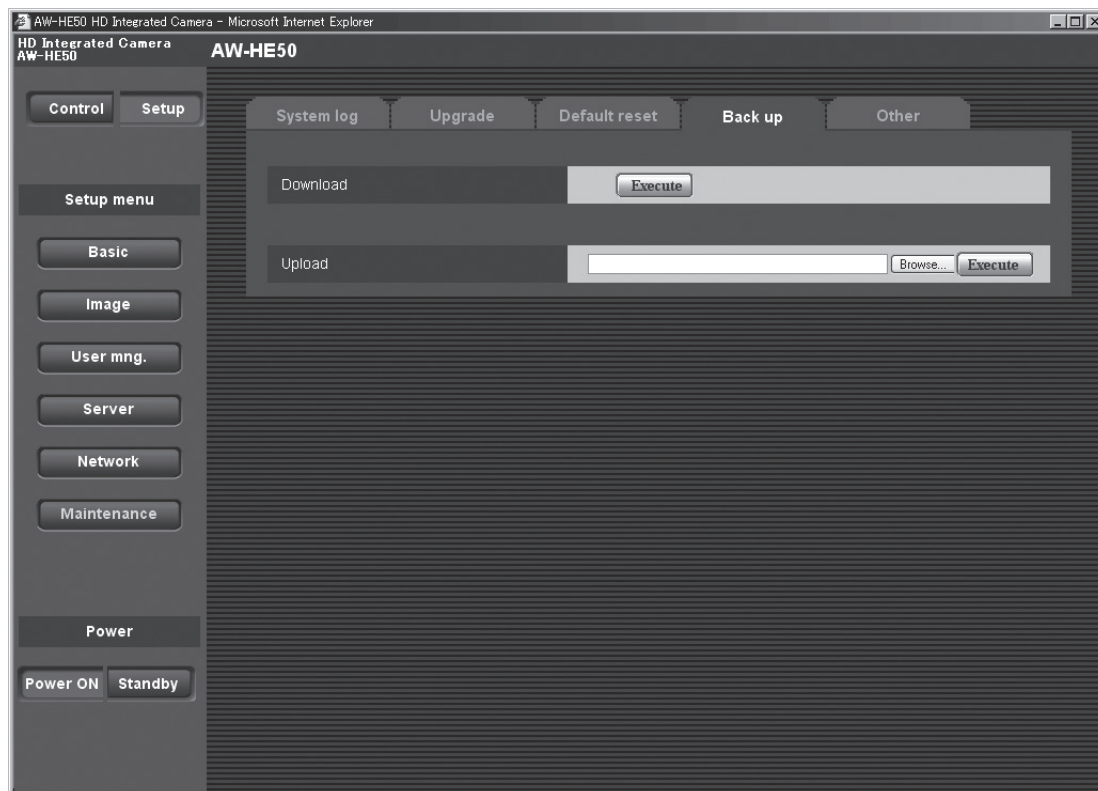 AW-HE50 HD Integrated Camera - Microsoft Internet Explorer
HD Integrated Camera
AW-HE50
AW-HE50
Control Setup
System log Upgrade Default reset Back up Other
Download Execute
Setup menu
Basic
Upload Browse... Execute
Image
User mng.
Server
Network
Maintenance
Power
Power ON Standby